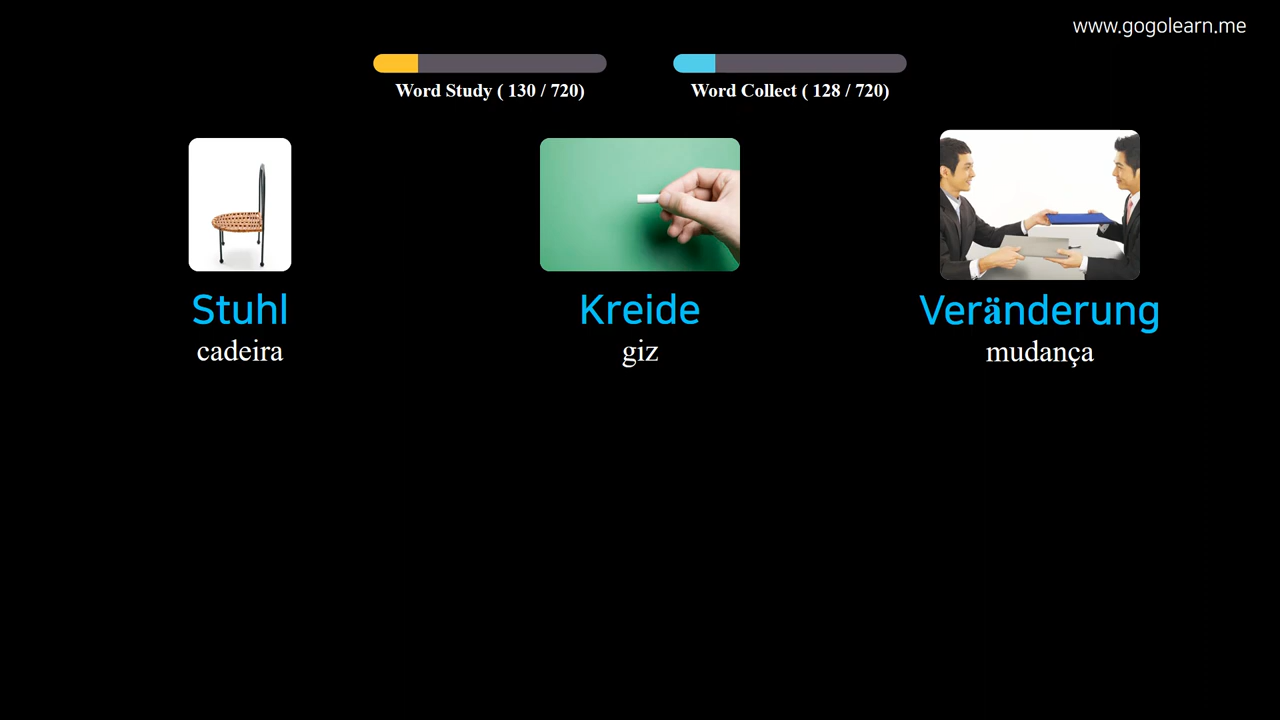 www.gogolearn.me
Word Study ( 130 / 720)
Word Collect ( 128 / 720)
Stuhl
cadeira
Kreide
giz
Veränderung
mudança